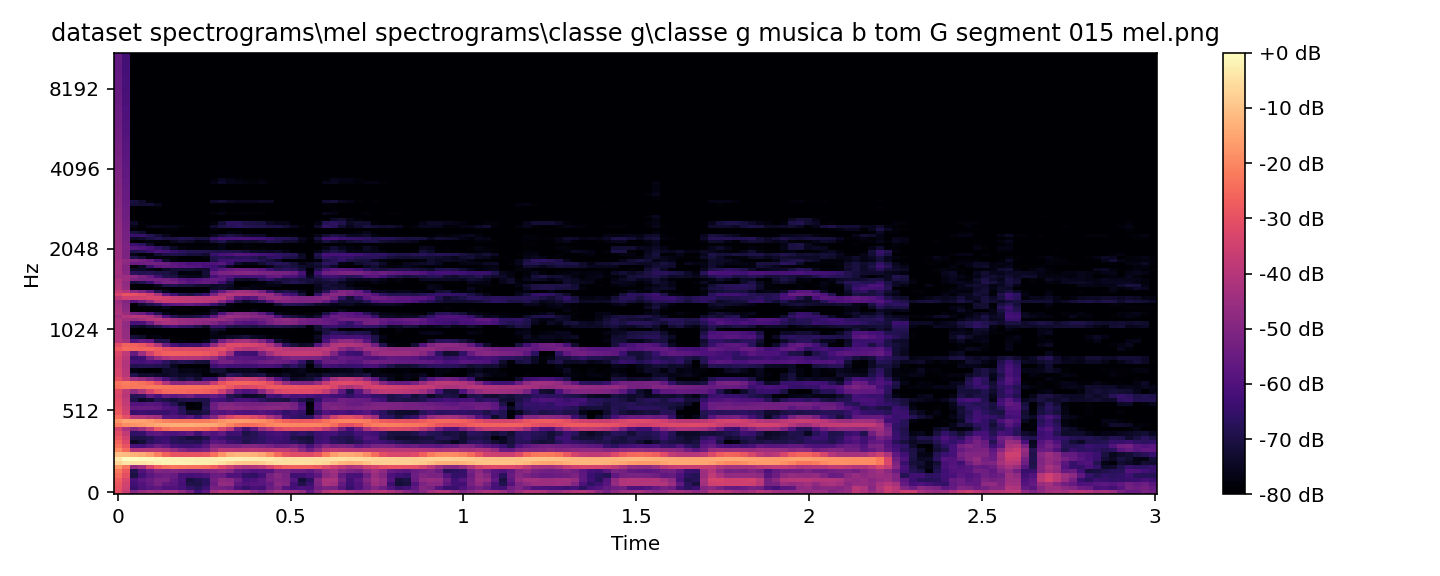 dataset spectrograms\mel spectrograms\classe g\classe g musica b tom G segment 015 mel.png
+0 dB
8192
-10 dB
4096
-20 dB
-30 dB
2048
Hz
-40 dB
1024
-50 dB
-60 dB
512
-70 dB
0
-80 dB
0
0.5
1
1.5
2
2.5
3
Time